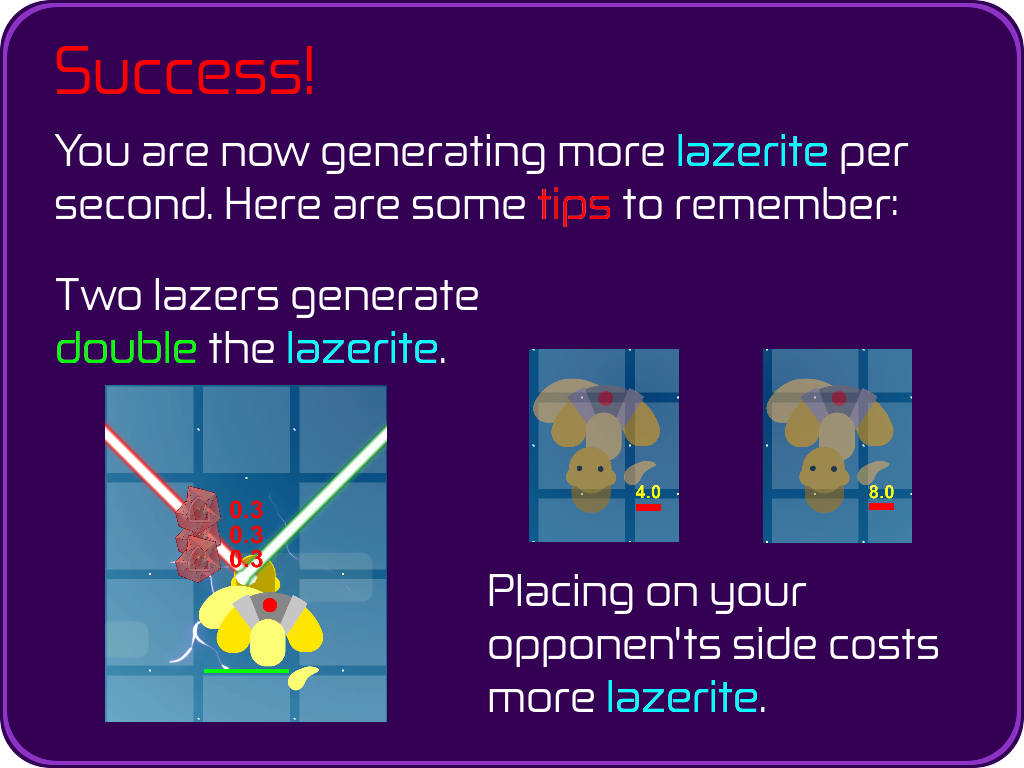 Success!
You are now generating more lazerite per
second. Here are some tips to remember:
Two lazers generate
double the lazerite.
0.3
0.3
0.3
4.0
8.0
Placing on your
opponen'ts side costs
more lazerite.